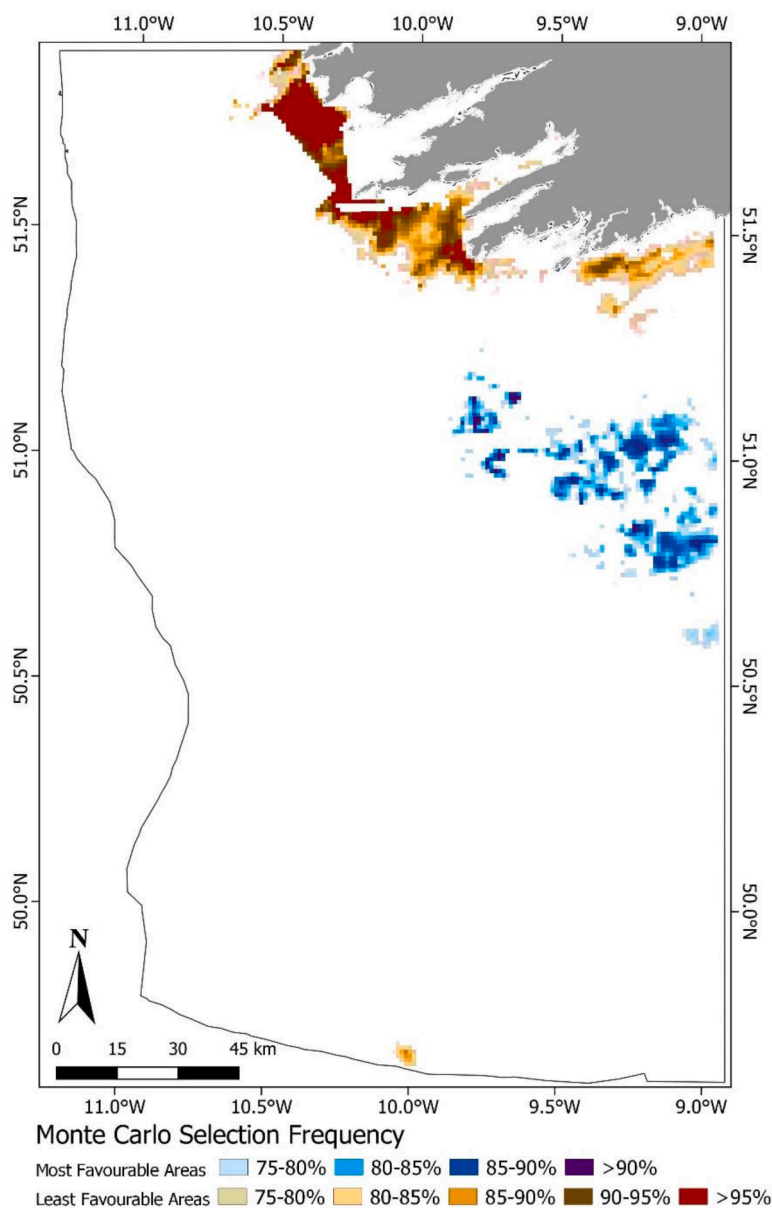 11.0°W 10.5°W 10.0°W 9.5°W 9.0°W
51.5°N 51.5°N
51.0°N 51.0°N
50.5°N 50.5°N
50.0°N 50.0°N
N
0 15 30 45 km
11.0°W 10.5°W 10.0°W 9.5°W 9.0°W
Monte Carlo Selection Frequency
Most Favourable Areas 75-80% 80-85% 85-90% >90%
Least Favourable Areas 75-80% 80-85% 85-90% 90-95% >95%